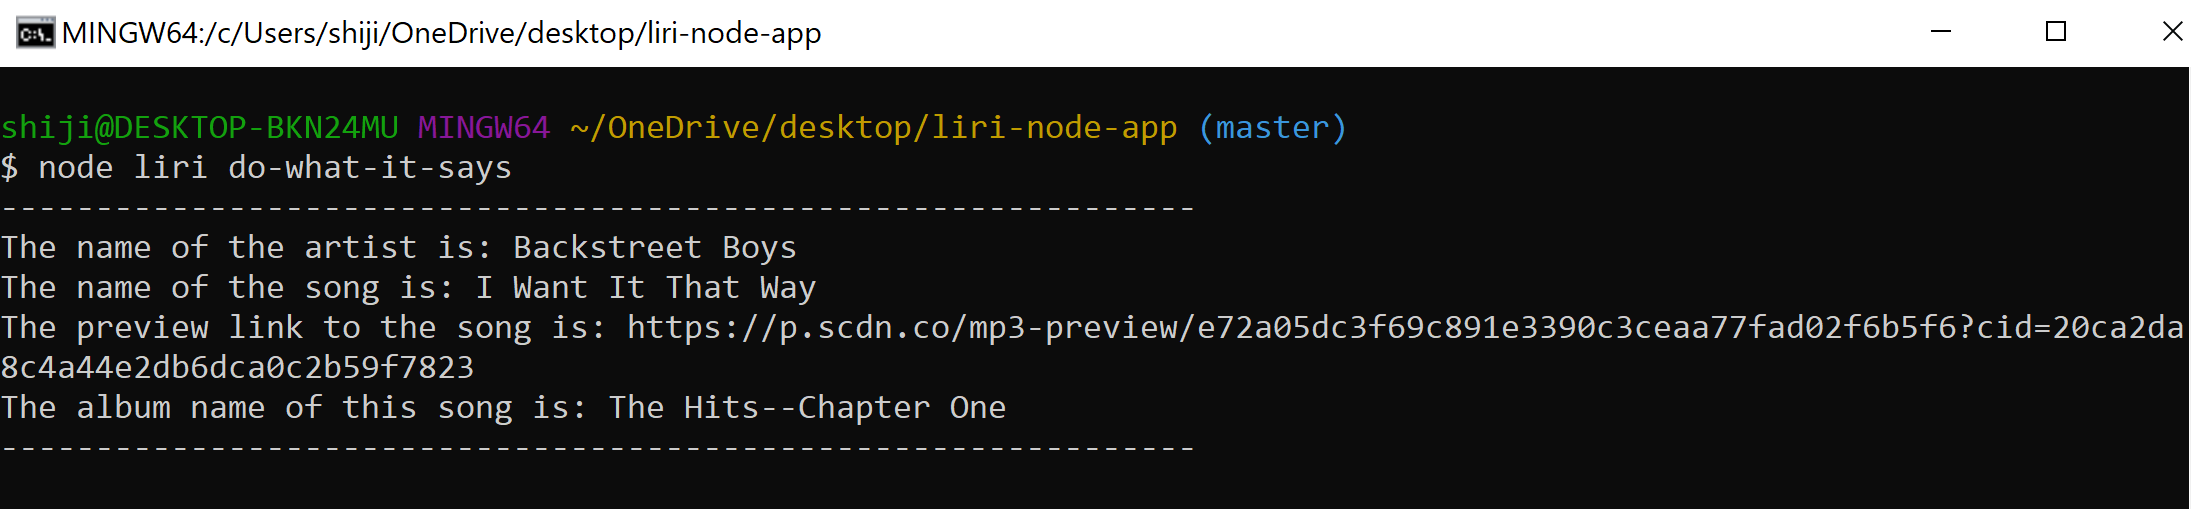 MINGW64:/c/Users/shiji/OneDrive/desktop/liri-node-app
shiji@DESKTOP-BKN24MU MINGW64 ~/OneDrive/desktop/liri-node-app (master)
$ node liri do-what-it-says
---------------------------------------------------------------
The name of the artist is: Backstreet Boys
The name of the song is: I Want It That Way
The preview link to the song is: https://p.scdn.co/mp3-preview/e72a05dc3f69c891e3390c3ceaa77fad02f6b5f6?cid=20ca2da
8c4a44e2db6dca0c2b59f7823
The album name of this song is: The Hits--Chapter One
---------------------------------------------------------------